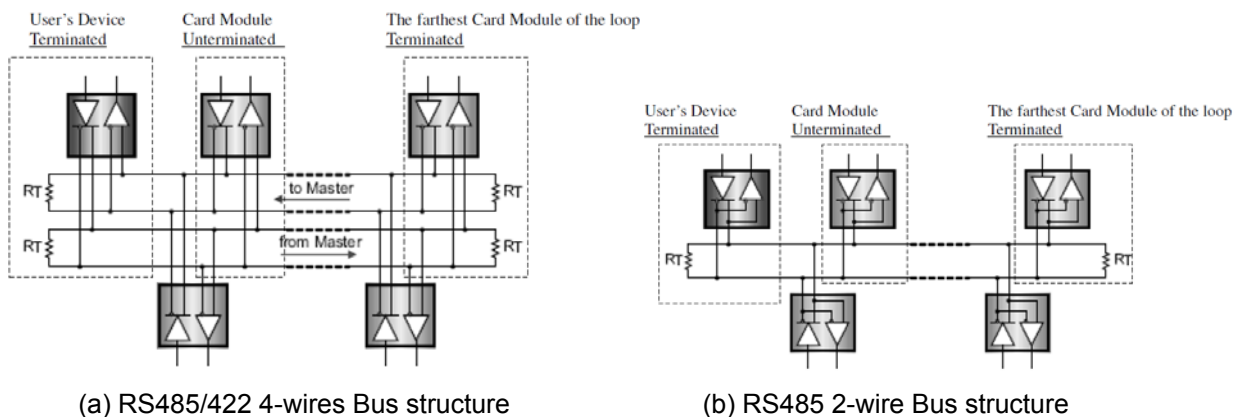 User's Device
Terminated
Card Module
Unterminated
The farthest Card Module of the loop
Terminated
RT
to Master
RT
RT
from Master
RT
(a) RS485/422 4-wires Bus structure
User's Device
Terminated
Card Module
Unterminated
The farthest Card Module of the loop
Terminated
RT
RT
(b) RS485 2-wire Bus structure